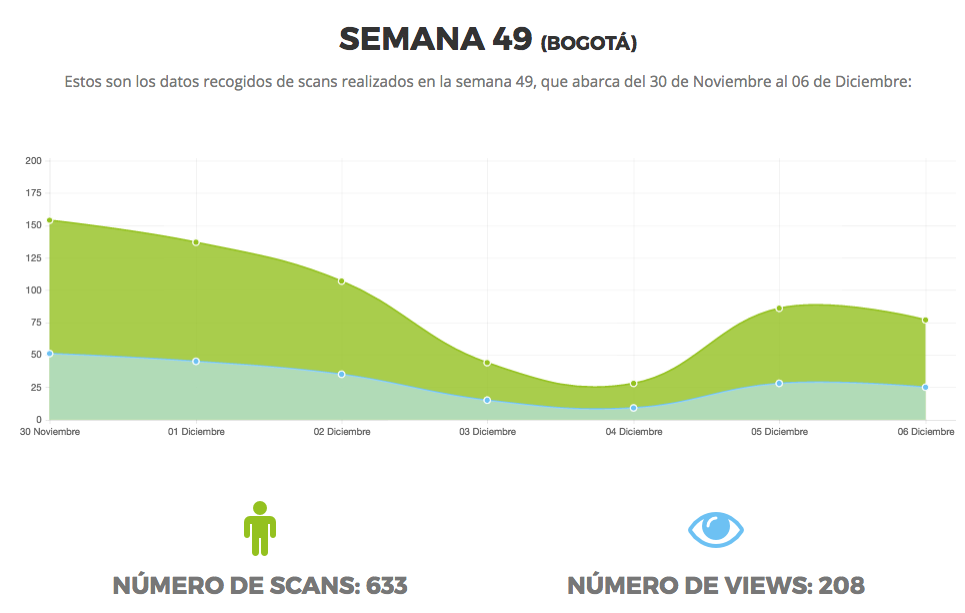 SEMANA 49 (BOGOTÁ)
Estos son los datos recogidos de scans realizados en la semana 49, que abarca del 30 de Noviembre al 06 de Diciembre:
200
175
150
125
100
75
50
25
0
30 Noviembre 01 Diciembre 02 Diciembre 03 Diciembre 04 Diciembre 05 Diciembre 06 Diciembre
NÚMERO DE SCANS: 633 NÚMERO DE VIEWS: 208